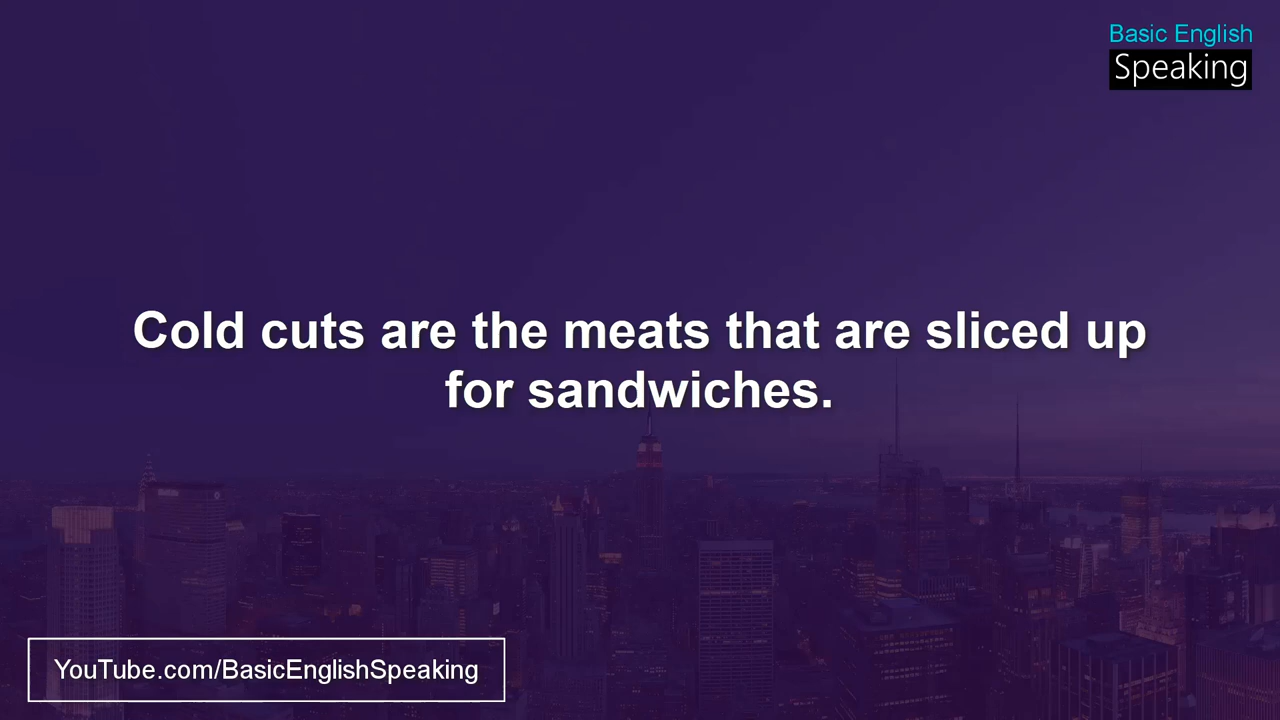 Basic English
Speaking
Cold cuts are the meats that are sliced up
for sandwiches.
YouTube.com/BasicEnglishSpeaking